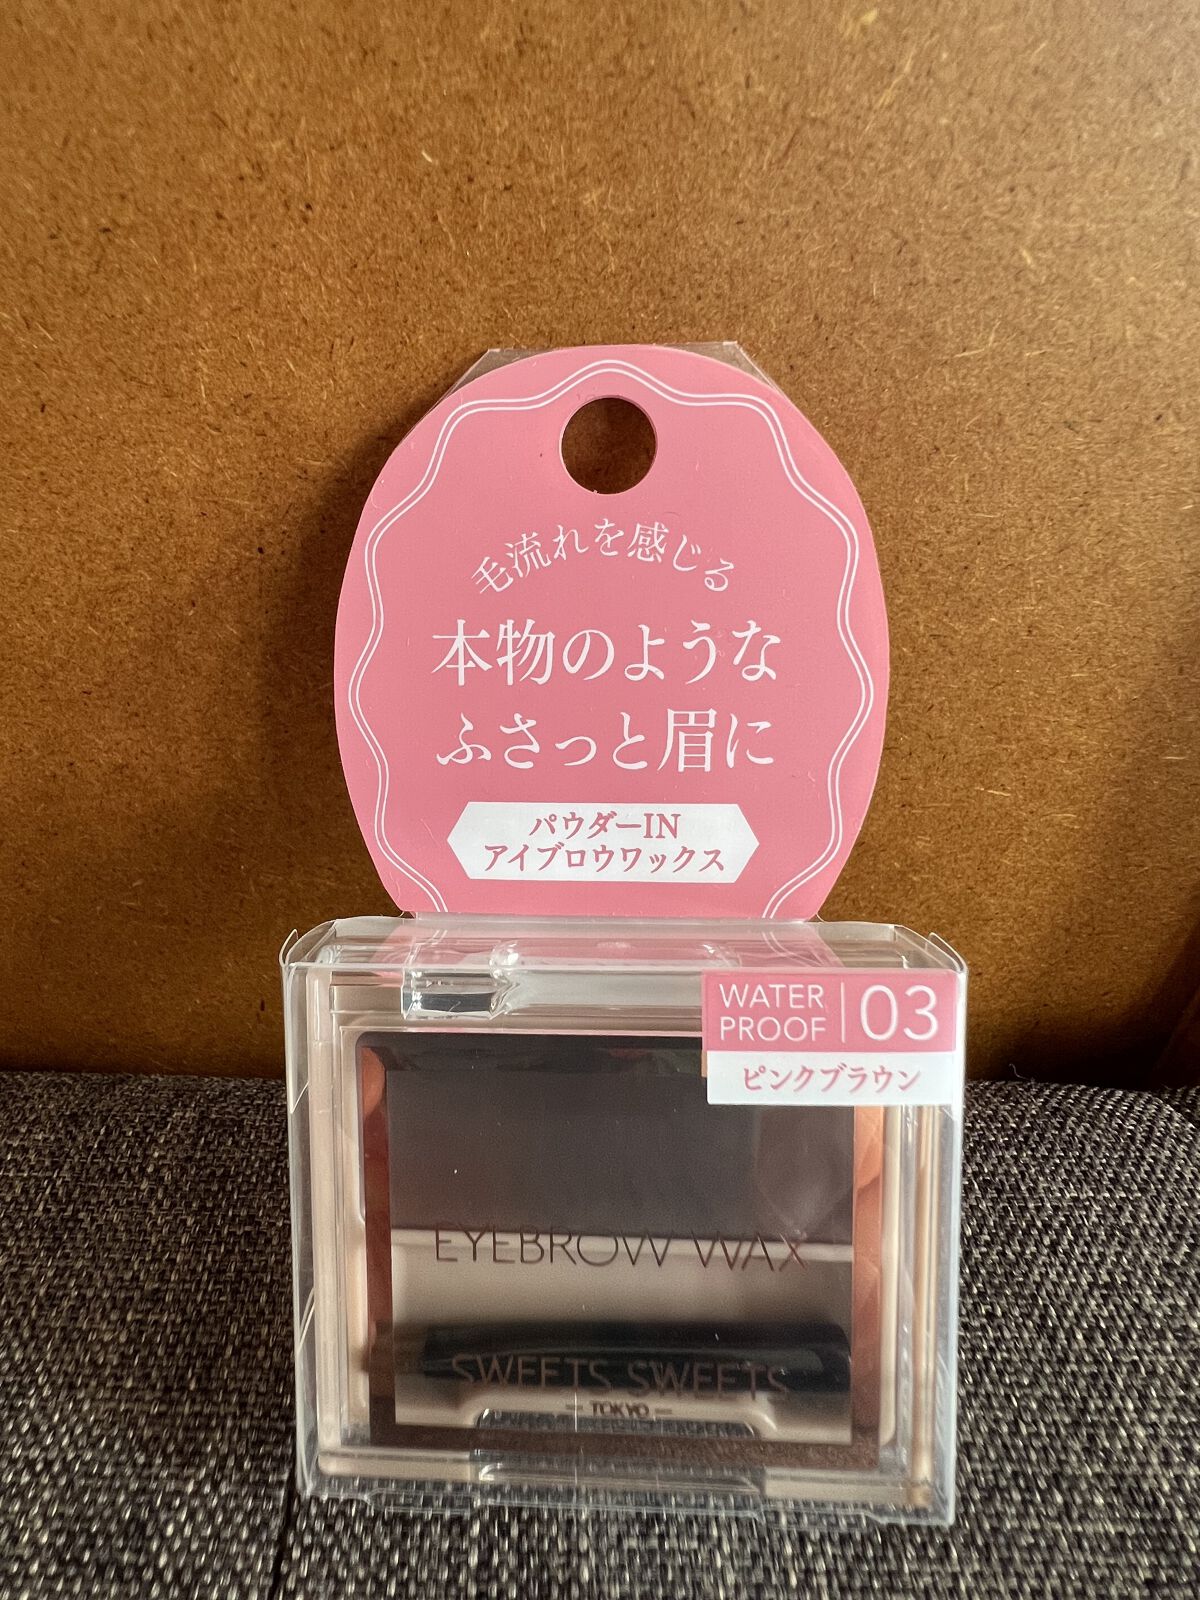 毛流れを感じる
本物のような
ふさっと眉に
パウダーIN
アイブロウワックス
WATER
PROOF
03
ピンクブラウン
EYEBROW WAX
SWEETS SWEETS
TOKYO